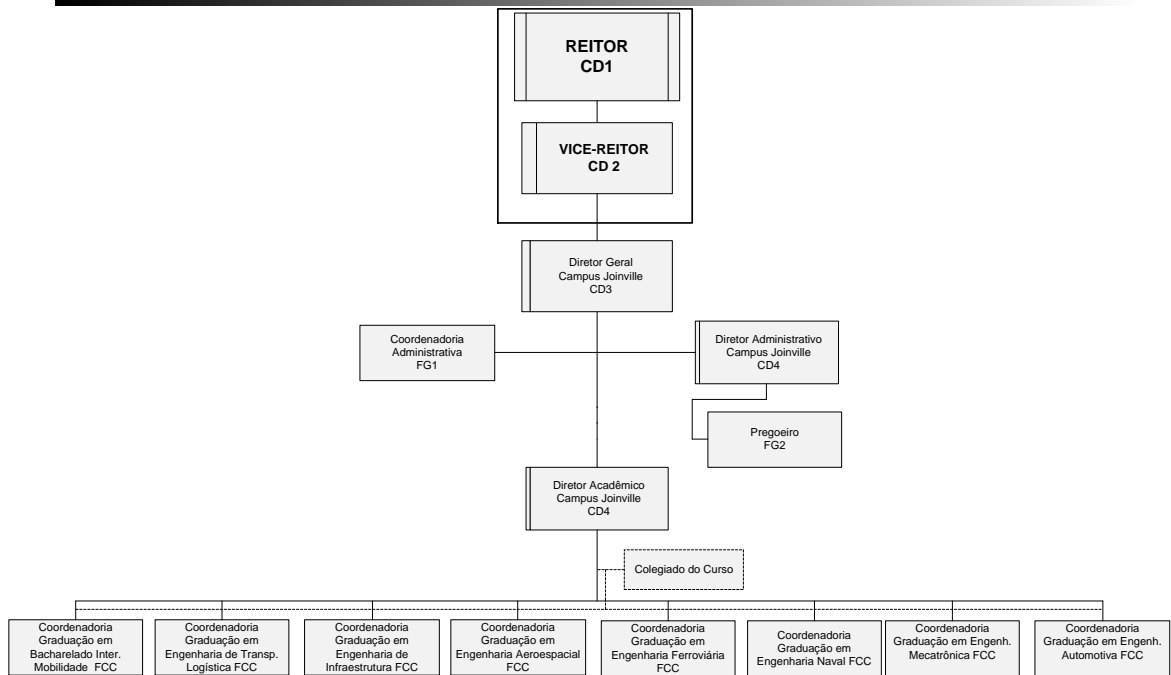 REITOR
CD1
VICE-REITOR
CD 2
Diretor Geral
Campus Joinville
CD3
Coordenadoria
Administrativa
FG1
Diretor Administrativo
Campus Joinville
CD4
Pregoeiro
FG2
Diretor Acadêmico
Campus Joinville
CD4
Colegiado do Curso
Coordenadoria
Graduação em
Bacharelado Inter.
Mobilidade FCC
Coordenadoria
Graduação em
Engenharia de Transp.
Logística FCC
Coordenadoria
Graduação em
Engenharia de
Infraestrutura FCC
Coordenadoria
Graduação em
Engenharia Aeroespacial
FCC
Coordenadoria
Graduação em
Engenharia Ferroviária
FCC
Coordenadoria
Graduação em
Engenharia Naval FCC
Coordenadoria
Graduação em Engenh.
Mecatrônica FCC
Coordenadoria
Graduação em Engenh.
Automotiva FCC